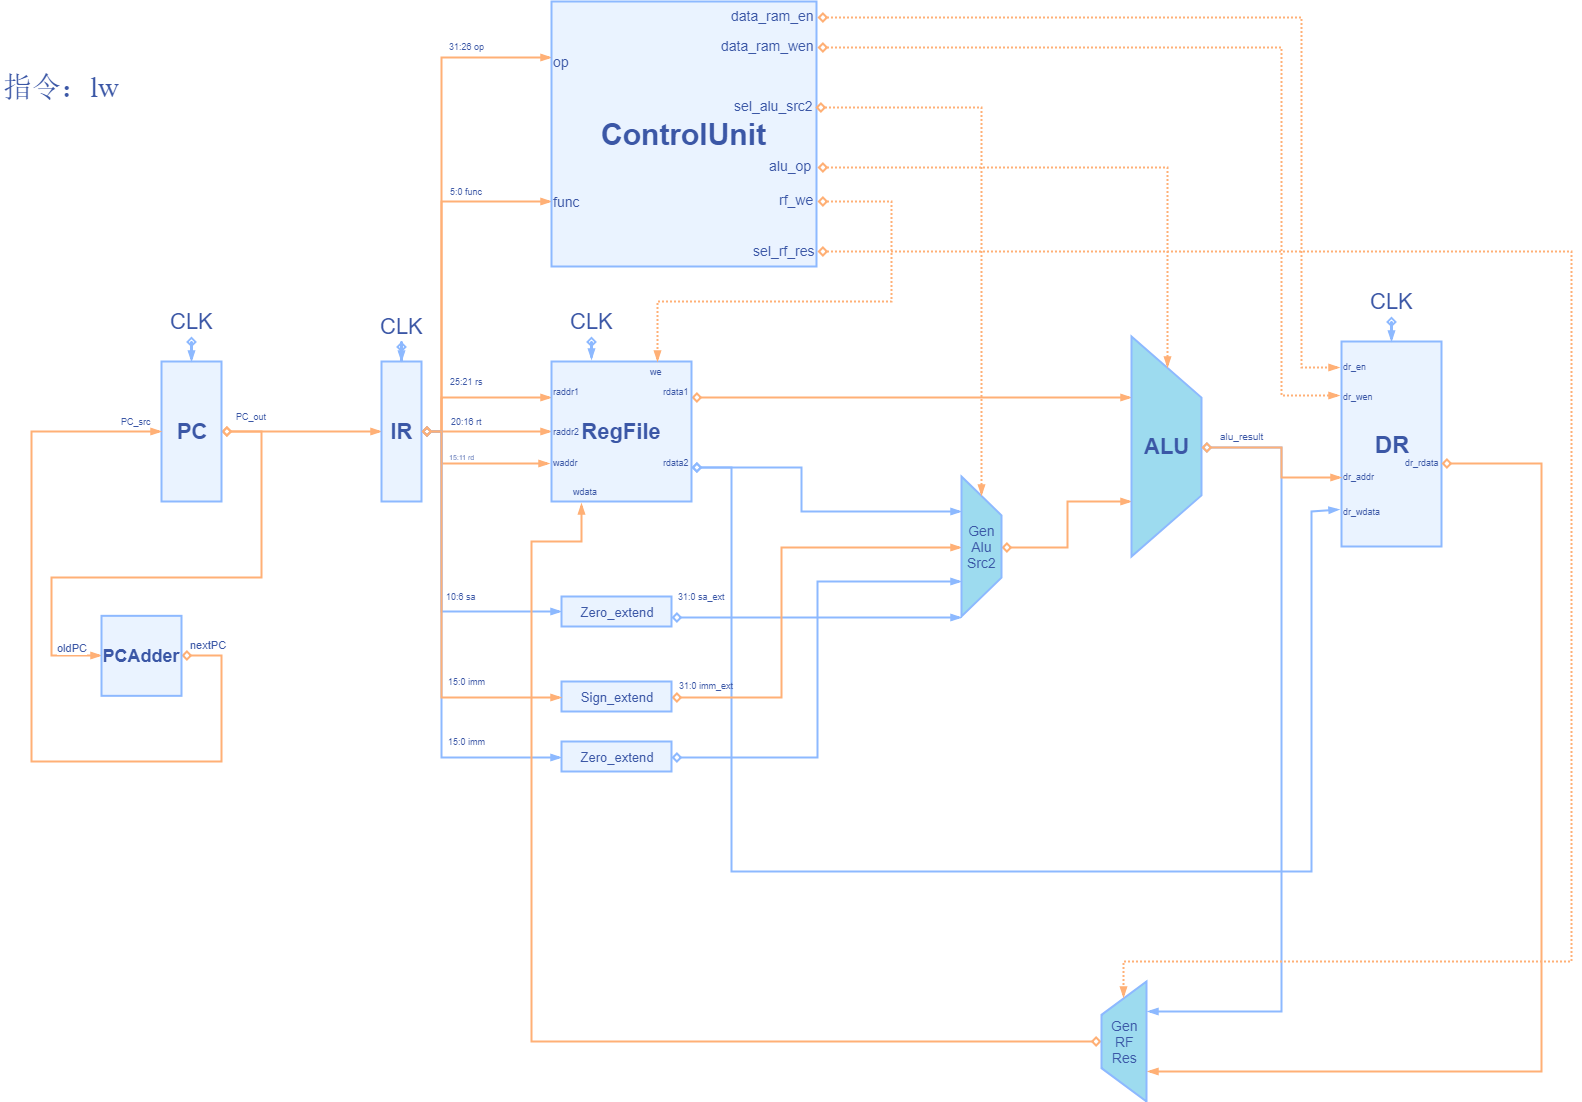 data_ram_en
31:26 op
data_ram_wen
op
指令：lw
sel_alu_src2
ControlUnit
alu_op
5:0 func
func
rf_we
sel_rf_res
CLK
CLK
CLK
CLK
we
dr_en
25:21 rs
raddr1
rdata1
dr_wen
PC_src
PC_out
20:16 rt
PC
IR
raddr2
RegFile
alu_result
ALU
DR
15:11 rd
waddr
rdata2
dr_rdata
wdata
dr_addr
dr_wdata
Gen
Alu
Src2
10:6 sa
Zero_extend
31:0 sa_ext
oldPC
PCAdder
nextPC
15:0 imm
Sign_extend
31:0 imm_ext
15:0 imm
Zero_extend
Gen
RF
Res